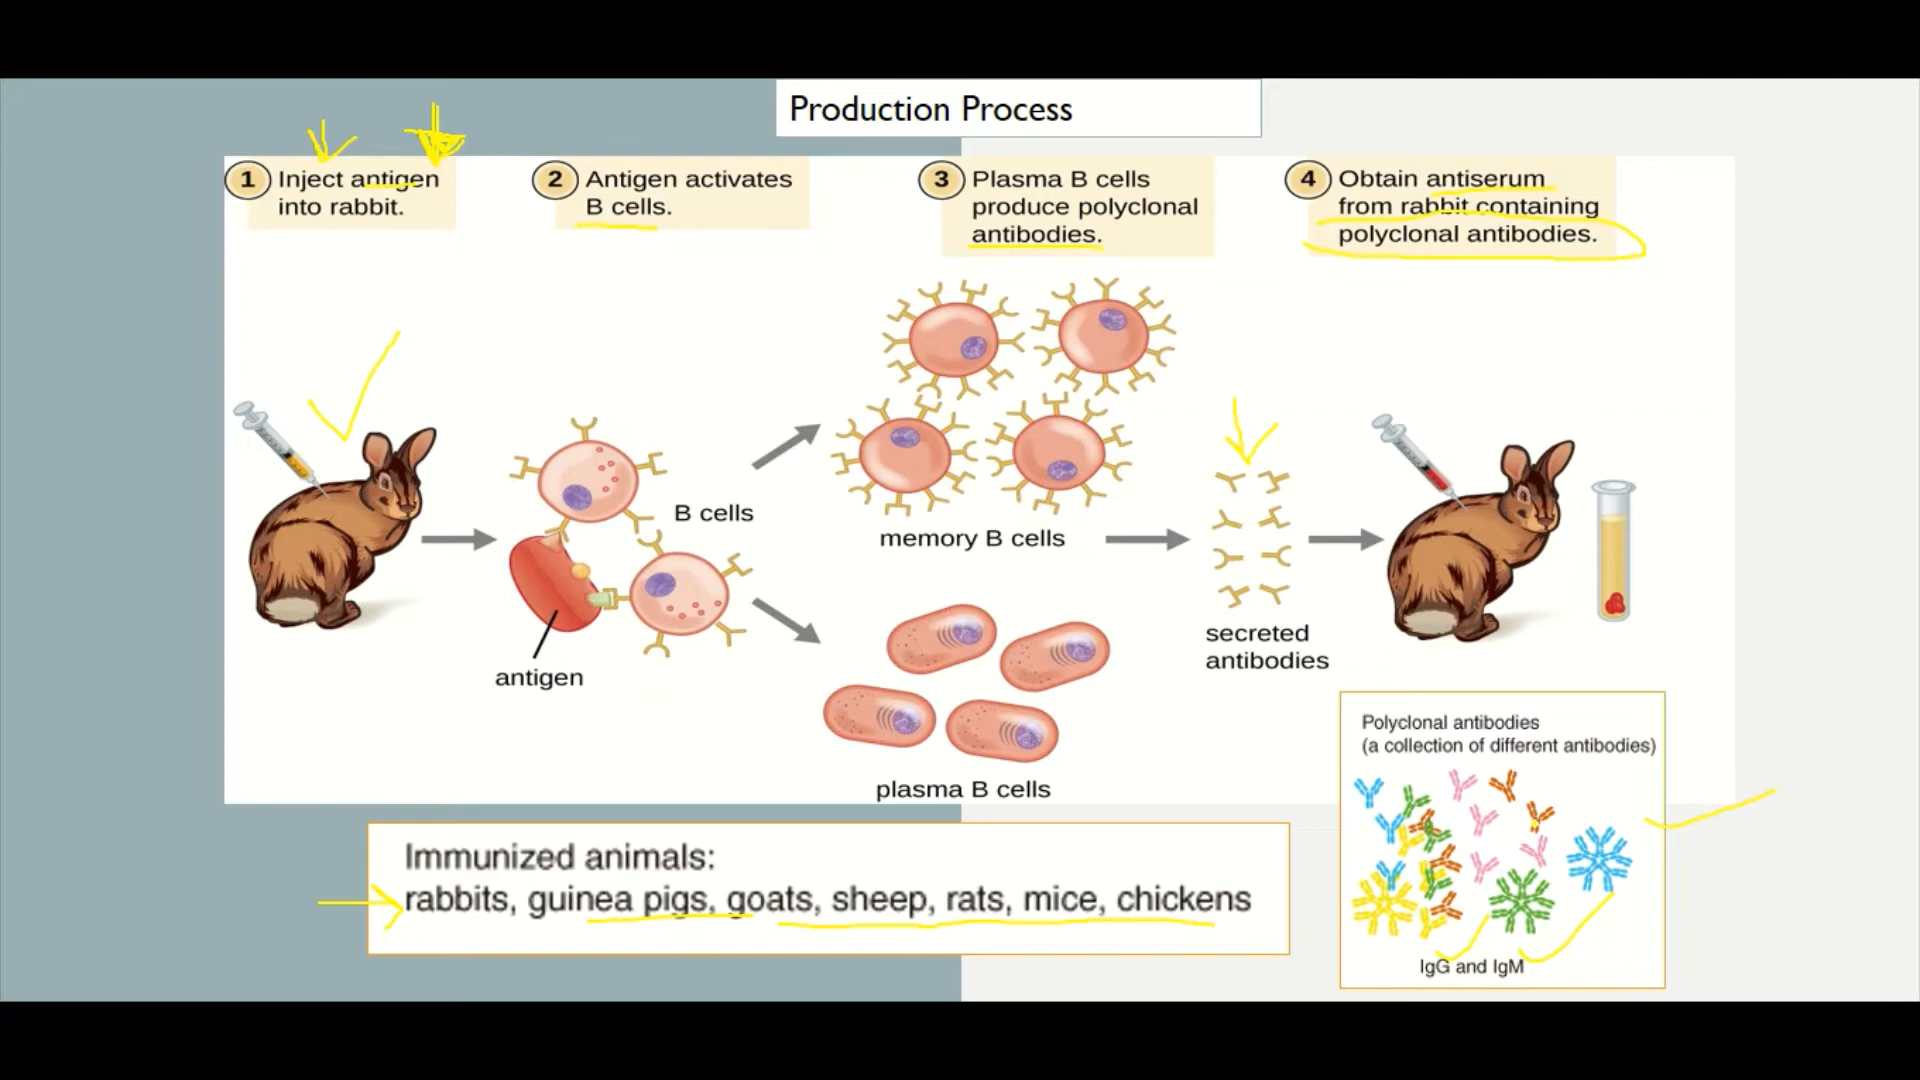 Production Process
1 Inject antigen
into rabbit.
2 Antigen activates
B cells.
3 Plasma B cells
produce polyclonal
antibodies.
4 Obtain antiserum
from rabbit containing
polyclonal antibodies.
B cells
antigen
memory B cells
plasma B cells
secreted
antibodies
Polyclonal antibodies
(a collection of different antibodies)
IgG and IgM
Immunized animals:
rabbits, guinea pigs, goats, sheep, rats, mice, chickens